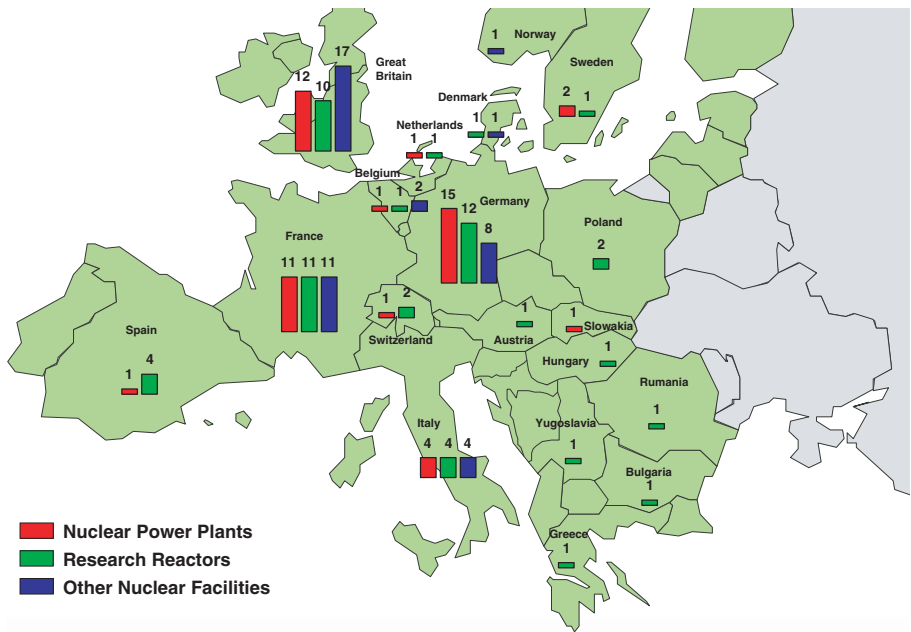 1
Norway
17
Great
Britain
12
10
Sweden
2
1
Denmark
1
1
Netherlands
1
1
Belgium
1
1
2
Germany
15
12
8
Poland
2
France
11
11
11
1
2
Switzerland
1
Austria
1
Slowakia
Hungary
1
Spain
1
4
Rumania
1
Italy
4
4
4
Yugoslavia
1
Bulgaria
1
Greece
1
Nuclear Power Plants
Research Reactors
Other Nuclear Facilities